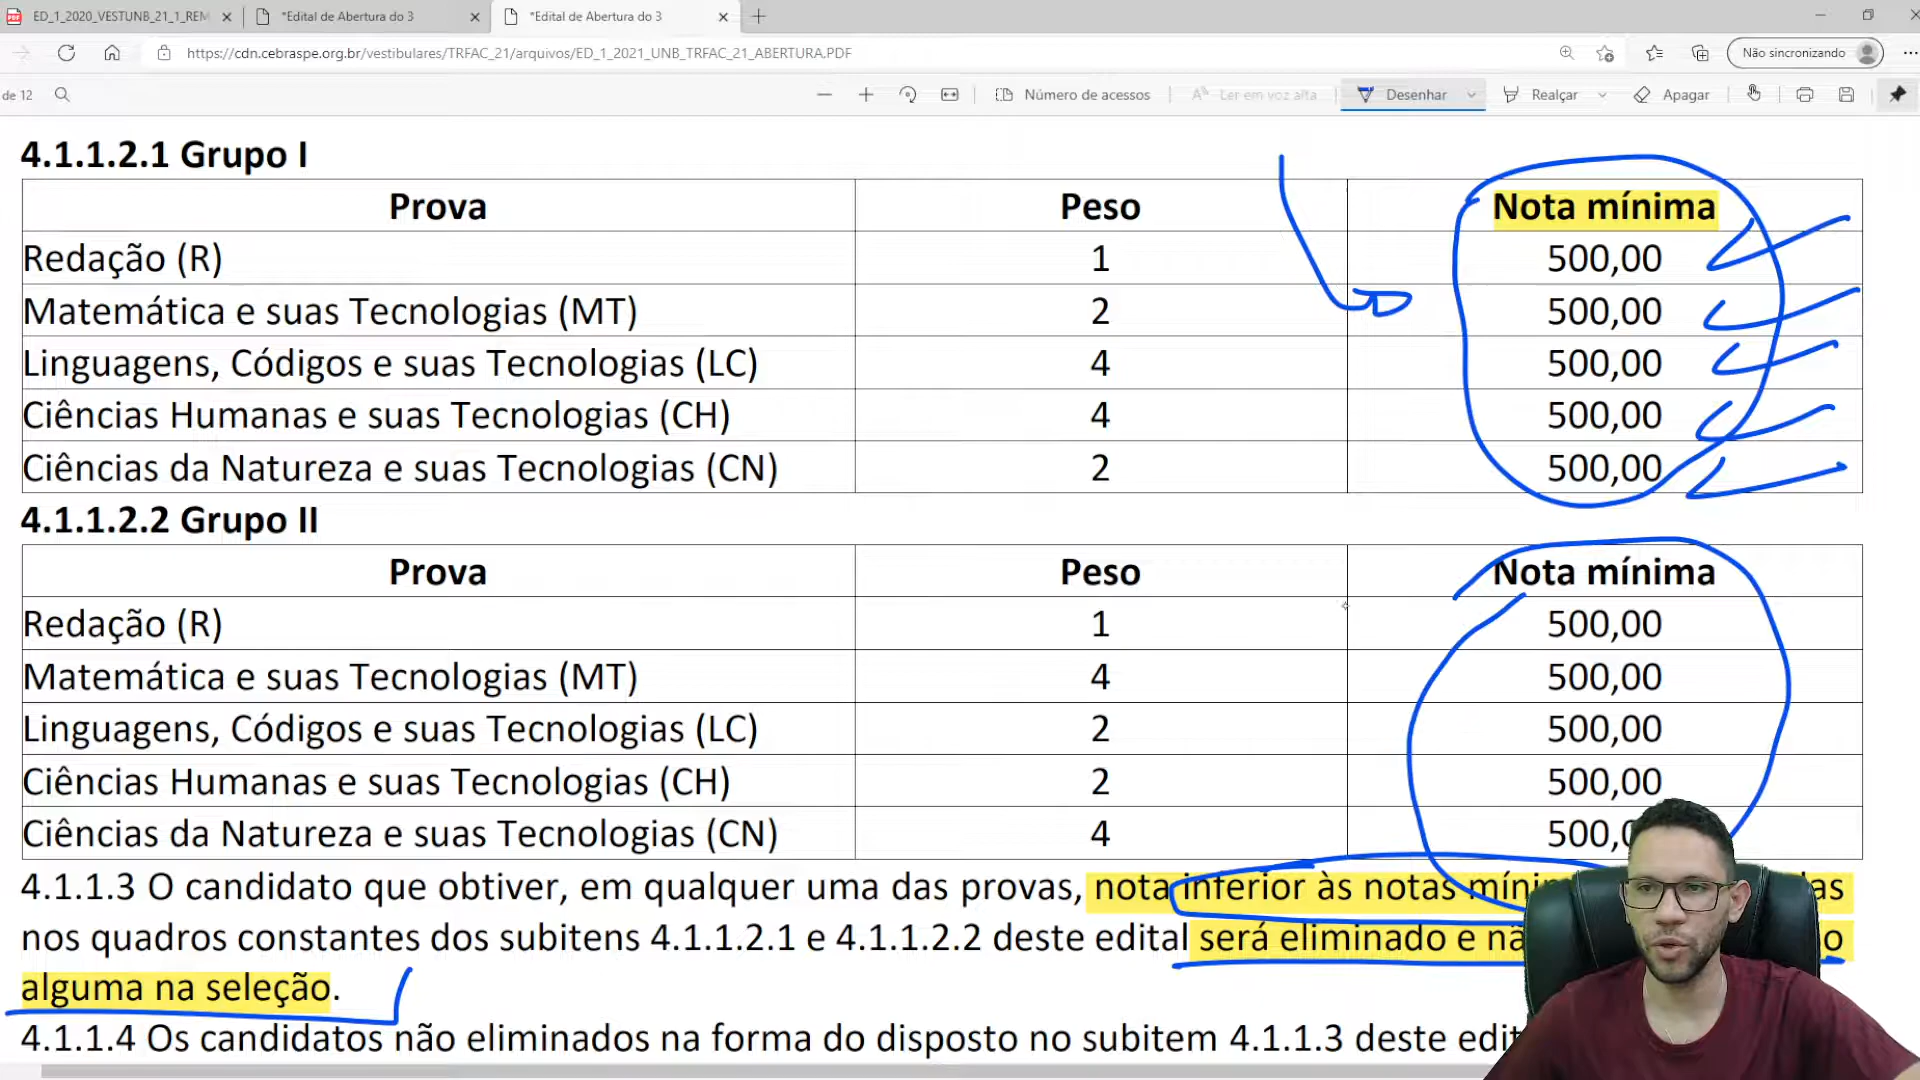 ED_1_2020_VESTUNB_21_1_REM
*Edital de Abertura do 3
*Edital de Abertura do 3
https://cdn.cebraspe.org.br/vestibulares/TRFAC_21/arquivos/ED_1_2021_UNB_TRFAC_21_ABERTURA.PDF
Não sincronizando
de 12
Número de acessos
Ler em voz alta
Desenhar
Realçar
Apagar
4.1.1.2.1 Grupo I
Prova Peso Nota mínima
Redação (R) 1 500,00
Matemática e suas Tecnologias (MT) 2 500,00
Linguagens, Códigos e suas Tecnologias (LC) 4 500,00
Ciências Humanas e suas Tecnologias (CH) 4 500,00
Ciências da Natureza e suas Tecnologias (CN) 2 500,00
4.1.1.2.2 Grupo II
Prova Peso Nota mínima
Redação (R) 1 500,00
Matemática e suas Tecnologias (MT) 4 500,00
Linguagens, Códigos e suas Tecnologias (LC) 2 500,00
Ciências Humanas e suas Tecnologias (CH) 2 500,00
Ciências da Natureza e suas Tecnologias (CN) 4 500,0
4.1.1.3 O candidato que obtiver, em qualquer uma das provas, nota inferior às notas
nos quadros constantes dos subitens 4.1.1.2.1 e 4.1.1.2.2 deste edital será eliminado e
alguma na seleção.
4.1.1.4 Os candidatos não eliminados na forma do disposto no subitem 4.1.1.3 deste